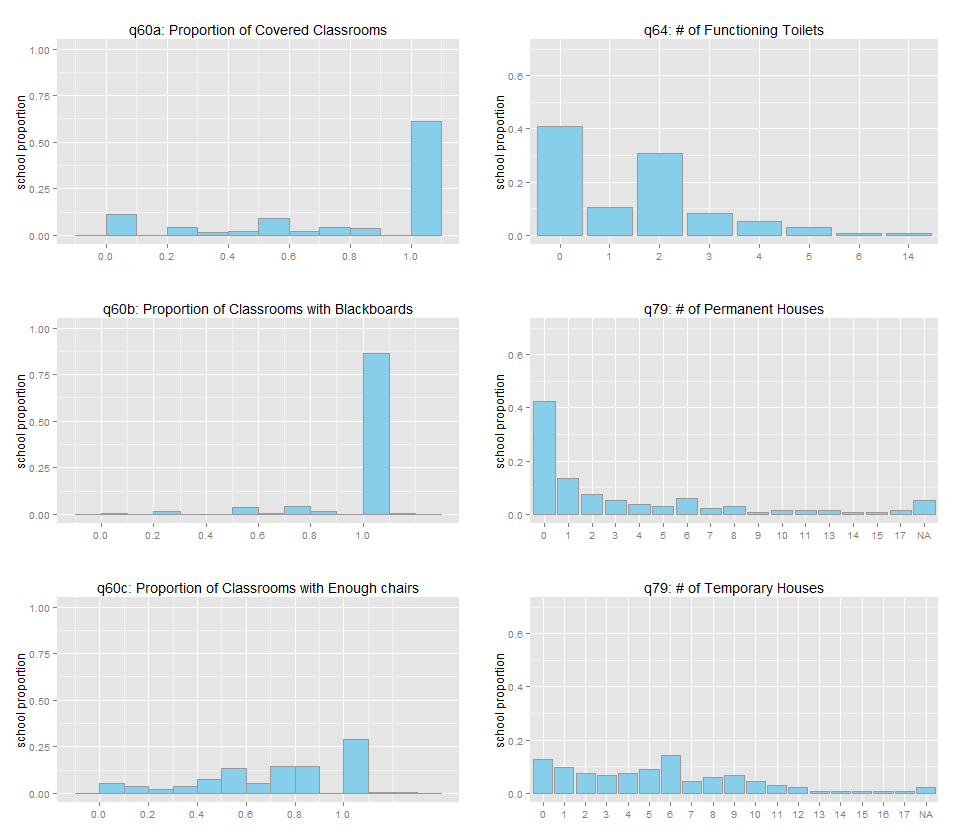 q60a: Proportion of Covered Classrooms
school proportion
1.00
0.75
0.50
0.25
0.00
0.0 0.2 0.4 0.6 0.8 1.0
q64: # of Functioning Toilets
school proportion
0.6
0.4
0.2
0.0
0 1 2 3 4 5 6 14
q60b: Proportion of Classrooms with Blackboards
school proportion
1.00
0.75
0.50
0.25
0.00
0.0 0.2 0.4 0.6 0.8 1.0
q79: # of Permanent Houses
school proportion
0.6
0.4
0.2
0.0
0 1 2 3 4 5 6 7 8 9 10 11 13 14 15 17 NA
q60c: Proportion of Classrooms with Enough chairs
school proportion
1.00
0.75
0.50
0.25
0.00
0.0 0.2 0.4 0.6 0.8 1.0
q79: # of Temporary Houses
school proportion
0.6
0.4
0.2
0.0
0 1 2 3 4 5 6 7 8 9 10 11 12 13 14 15 16 17 NA